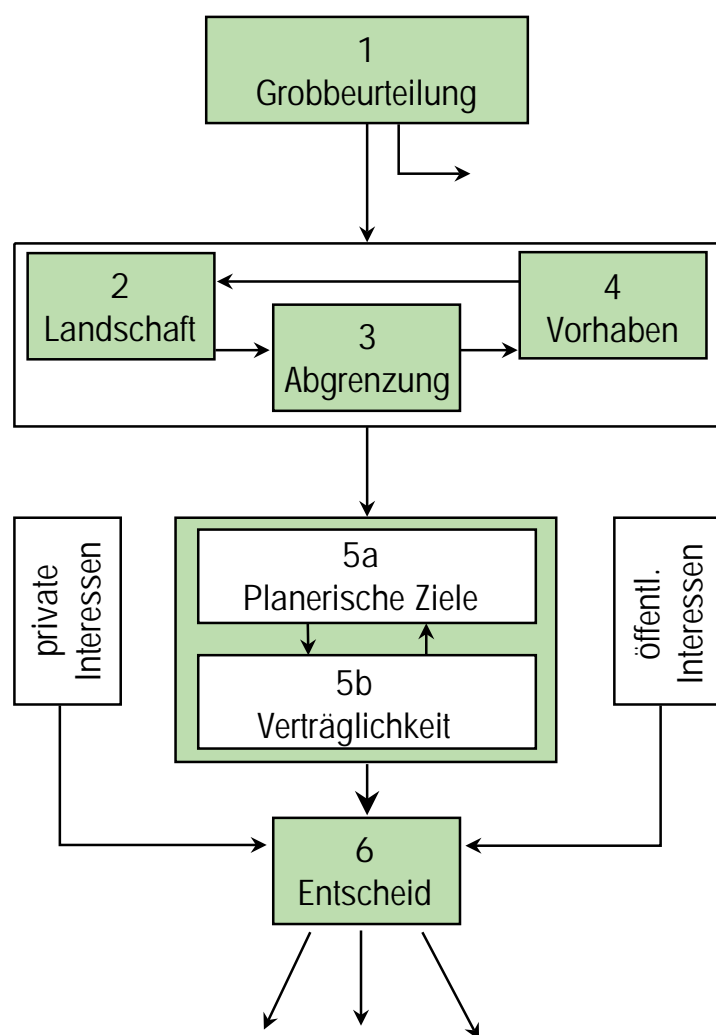 1
Grobbeurteilung
2
Landschaft
4
Vorhaben
3
Abgrenzung
private
Interessen
5a
Planerische Ziele
5b
Verträglichkeit
öffentl.
Interessen
6
Entscheid